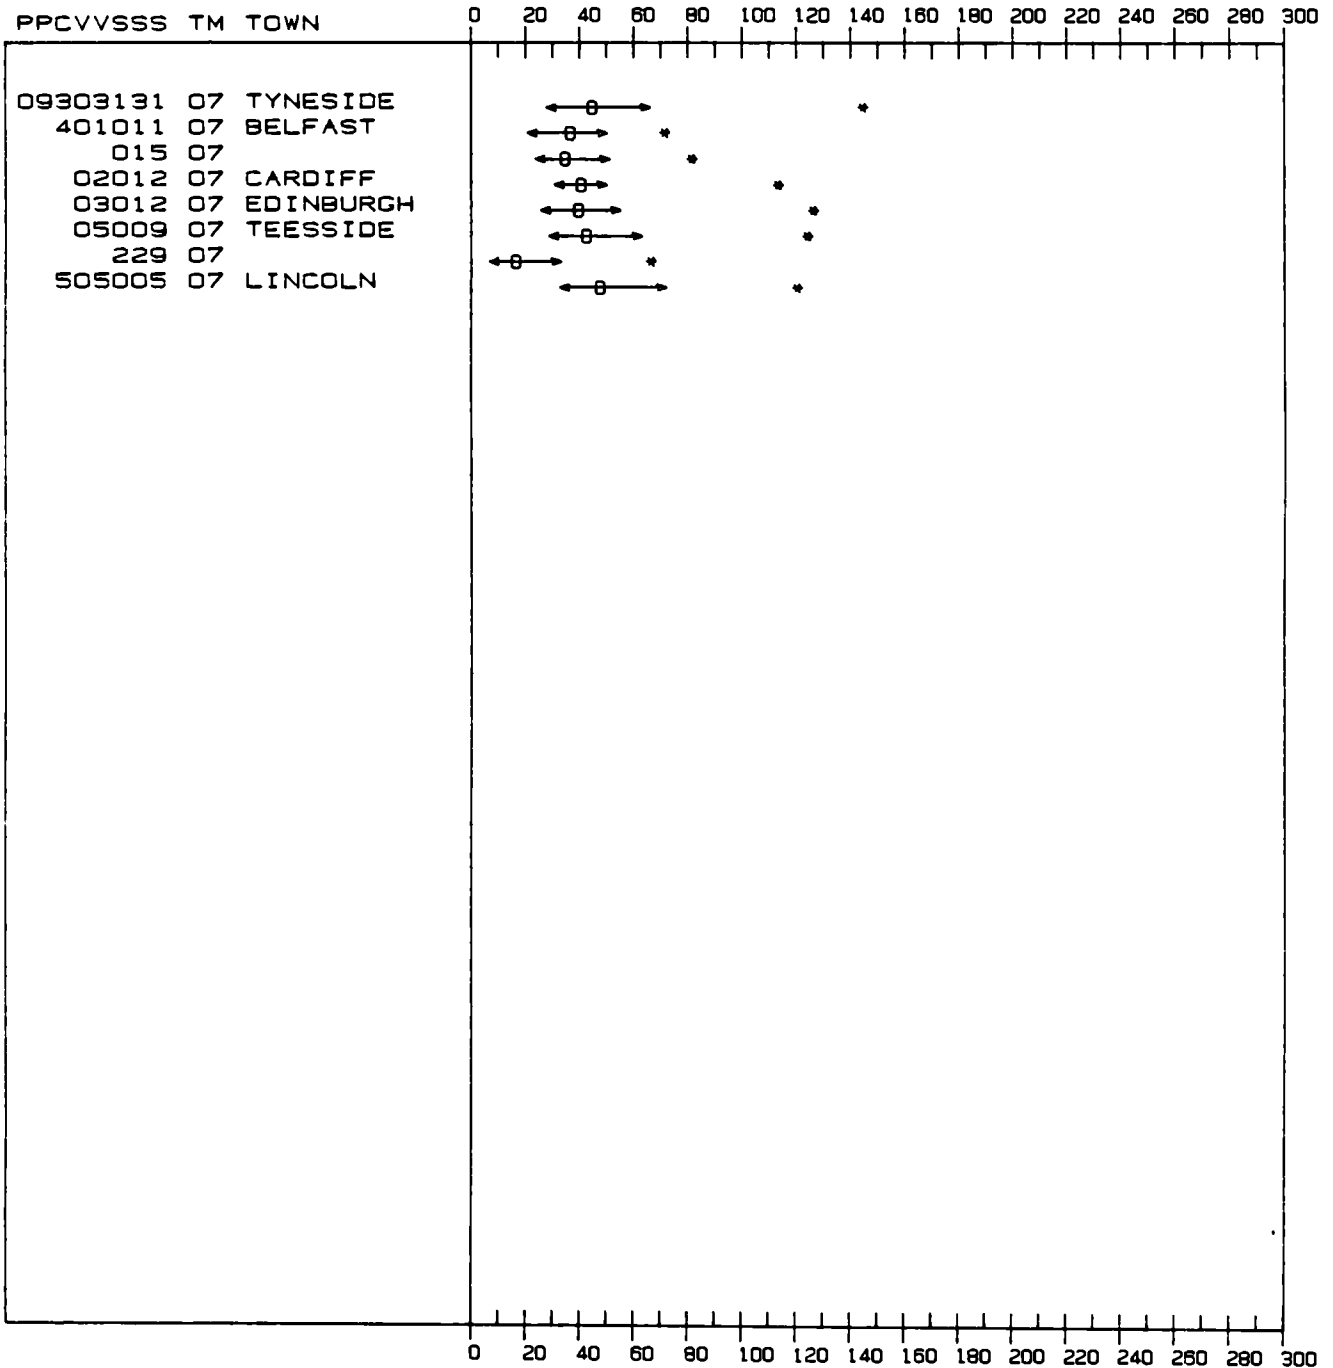 PPCVVSSS TM TOWN
0 20 40 60 80 100 120 140 160 180 200 220 240 260 280 300
09303131 07 TYNESIDE
401011 07 BELFAST
015 07
02012 07 CARDIFF
03012 07 EDINBURGH
05009 07 TEESSIDE
229 07
505005 07 LINCOLN
0 20 40 60 80 100 120 140 160 180 200 220 240 260 280 300